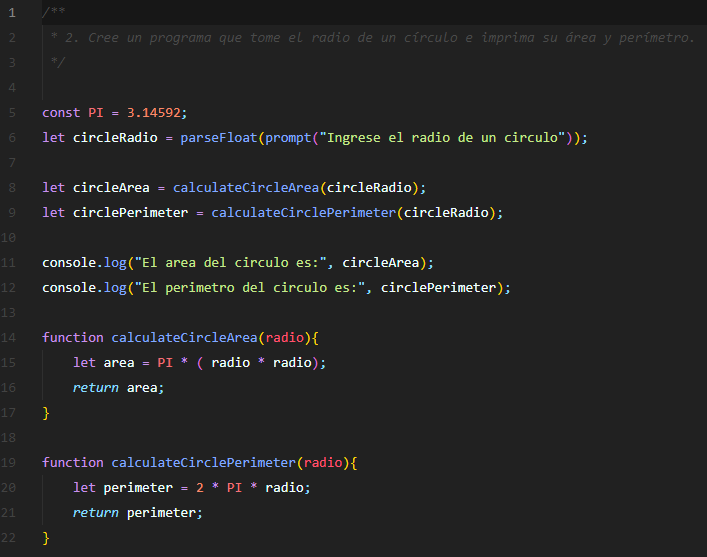 1 /**
2 * 2. Cree un programa que tome el radio de un círculo e imprima su área y perímetro.
3 */
4
5 const PI = 3.14592;
6 let circleRadio = parseFloat(prompt("Ingrese el radio de un circulo"));
7
8 let circleArea = calculateCircleArea(circleRadio);
9 let circlePerimeter = calculateCirclePerimeter(circleRadio);
10
11 console.log("El area del circulo es:", circleArea);
12 console.log("El perimetro del circulo es:", circlePerimeter);
13
14 function calculateCircleArea(radio){
15 let area = PI * ( radio * radio);
16 return area;
17 }
18
19 function calculateCirclePerimeter(radio){
20 let perimeter = 2 * PI * radio;
21 return perimeter;
22 }